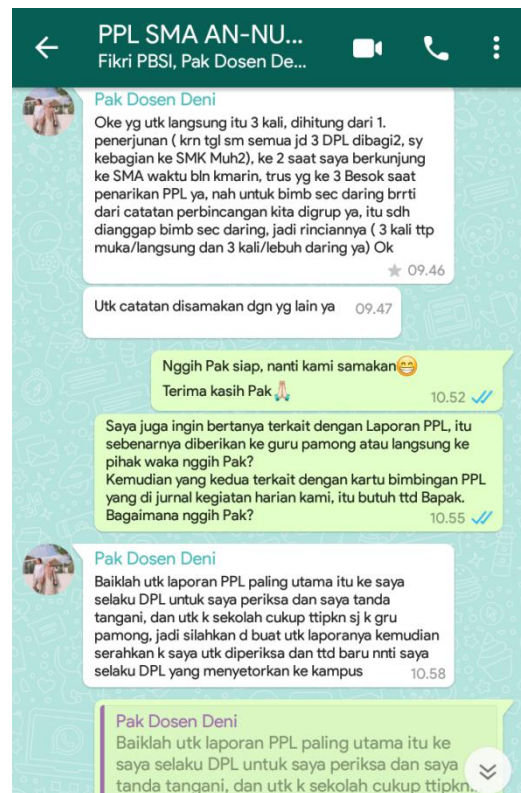 PPL SMA AN-NU...
Fikri PBSI, Pak Dosen De...
Pak Dosen Deni
Oke yg utk langsung itu 3 kali, dihitung dari 1.
penerjunan ( krn tgl sm semua jd 3 DPL dibagi2, sy
kebagian ke SMK Muh2), ke 2 saat saya berkunjung
ke SMA waktu bln kmarin, trus yg ke 3 Besok saat
penarikan PPL ya, nah untuk bimb sec daring brrti
dari catatan perbincangan kita digrup ya, itu sdh
dianggap bimb sec daring, jadi rinciannya ( 3 kali ttp
muka/langsung dan 3 kali/lebuh daring ya) Ok
09.46
Utk catatan disamakan dgn yg lain ya 09.47
Nggih Pak siap, nanti kami samakan😁
Terima kasih Pak🙏 10.52
Saya juga ingin bertanya terkait dengan Laporan PPL, itu
sebenarnya diberikan ke guru pamong atau langsung ke
pihak waka nggih Pak?
Kemudian yang kedua terkait dengan kartu bimbingan PPL
yang di jurnal kegiatan harian kami, itu butuh ttd Bapak.
Bagaimana nggih Pak? 10.55
Pak Dosen Deni
Baiklah utk laporan PPL paling utama itu ke saya
selaku DPL untuk saya periksa dan saya tanda
tangani, dan utk k sekolah cukup ttipkn sj k gru
pamong, jadi silahkan d buat utk laporanya kemudian
serahkan k saya utk diperiksa dan ttd baru nnti saya
selaku DPL yang menyetorkan ke kampus 10.58
Pak Dosen Deni
Baiklah utk laporan PPL paling utama itu ke
saya selaku DPL untuk saya periksa dan saya
tanda tangani, dan utk k sekolah cukup ttipkn..